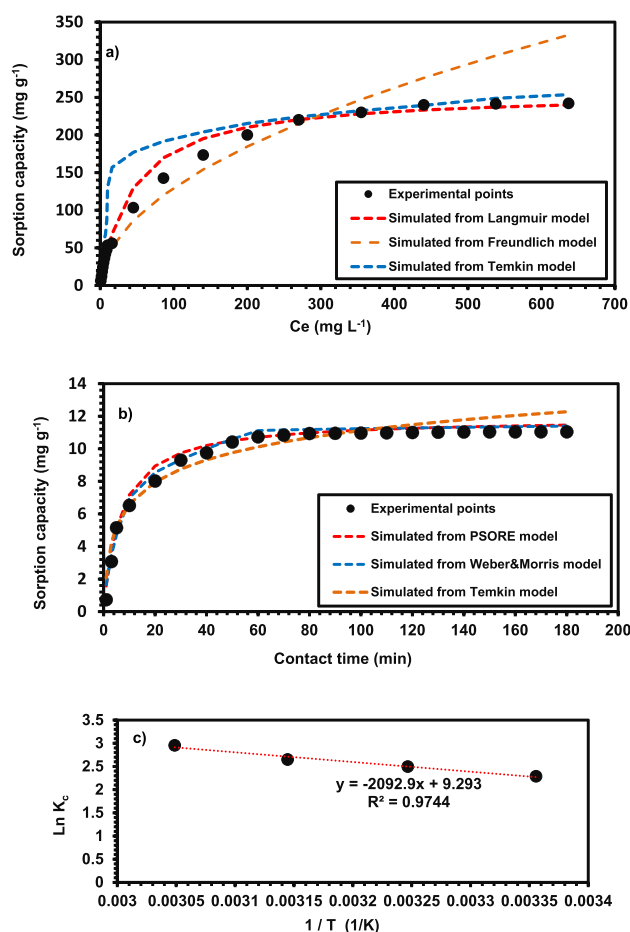 a)
Sorption capacity (mg g-1)
350
300
250
200
150
100
50
0
0 100 200 300 400 500 600 700
Ce (mg L-1)
Experimental points
Simulated from Langmuir model
Simulated from Freundlich model
Simulated from Temkin model
b)
Sorption capacity (mg g-1)
14
12
10
8
6
4
2
0
0 20 40 60 80 100 120 140 160 180 200
Contact time (min)
Experimental points
Simulated from PSORE model
Simulated from Weber&Morris model
Simulated from Temkin model
c)
Ln Kc
3.5
3
2.5
2
1.5
1
0.5
0
y = -2092.9x + 9.293
R² = 0.9744
0.003 0.00305 0.0031 0.00315 0.0032 0.00325 0.0033 0.00335 0.0034
1 / T (1/K)